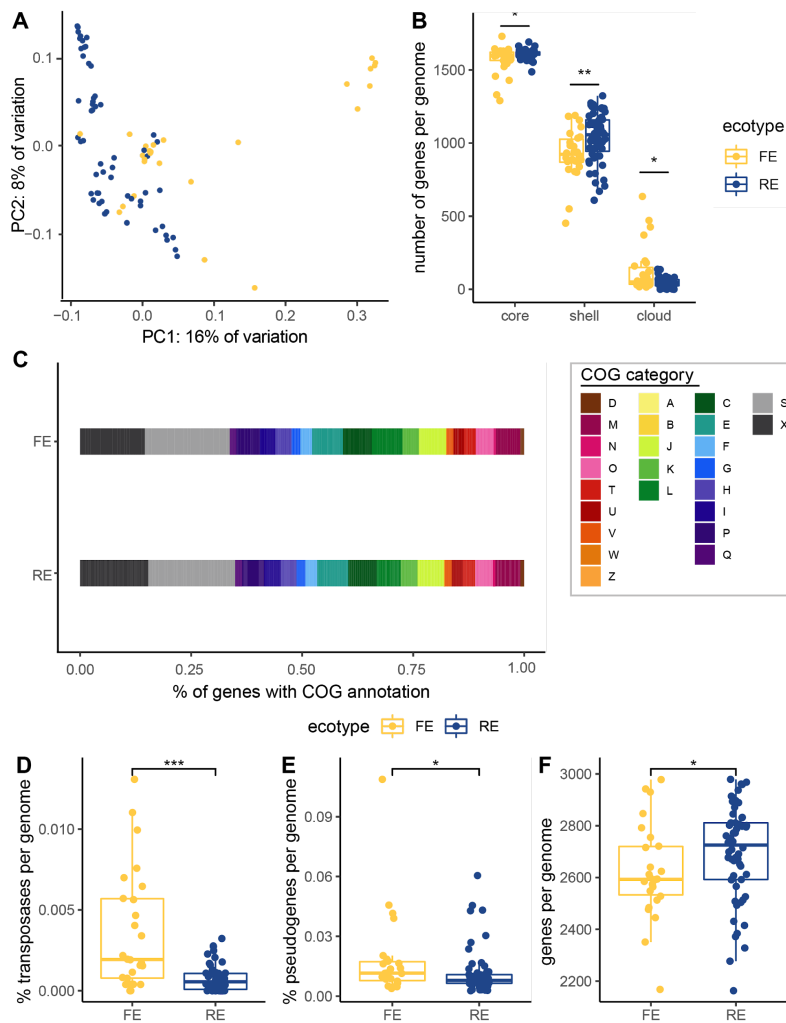 A
PC2: 8% of variation
0.1
0.0
−0.1
−0.1
0.0
0.1
0.2
0.3
PC1: 16% of variation
B
number of genes per genome
1500
1000
500
0
*
**
*
core
shell
cloud
ecotype
FE
RE
C
FE
RE
0.00
0.25
0.50
0.75
1.00
% of genes with COG annotation
COG category
D
M
N
O
T
U
V
W
Z
A
B
J
K
L
C
E
F
G
H
I
P
Q
S
X
ecotype FE RE
D
% transposases per genome
0.010
0.005
0.000
***
FE
RE
E
% pseudogenes per genome
0.09
0.06
0.03
0.00
*
FE
RE
F
genes per genome
3000
2800
2600
2400
2200
*
FE
RE